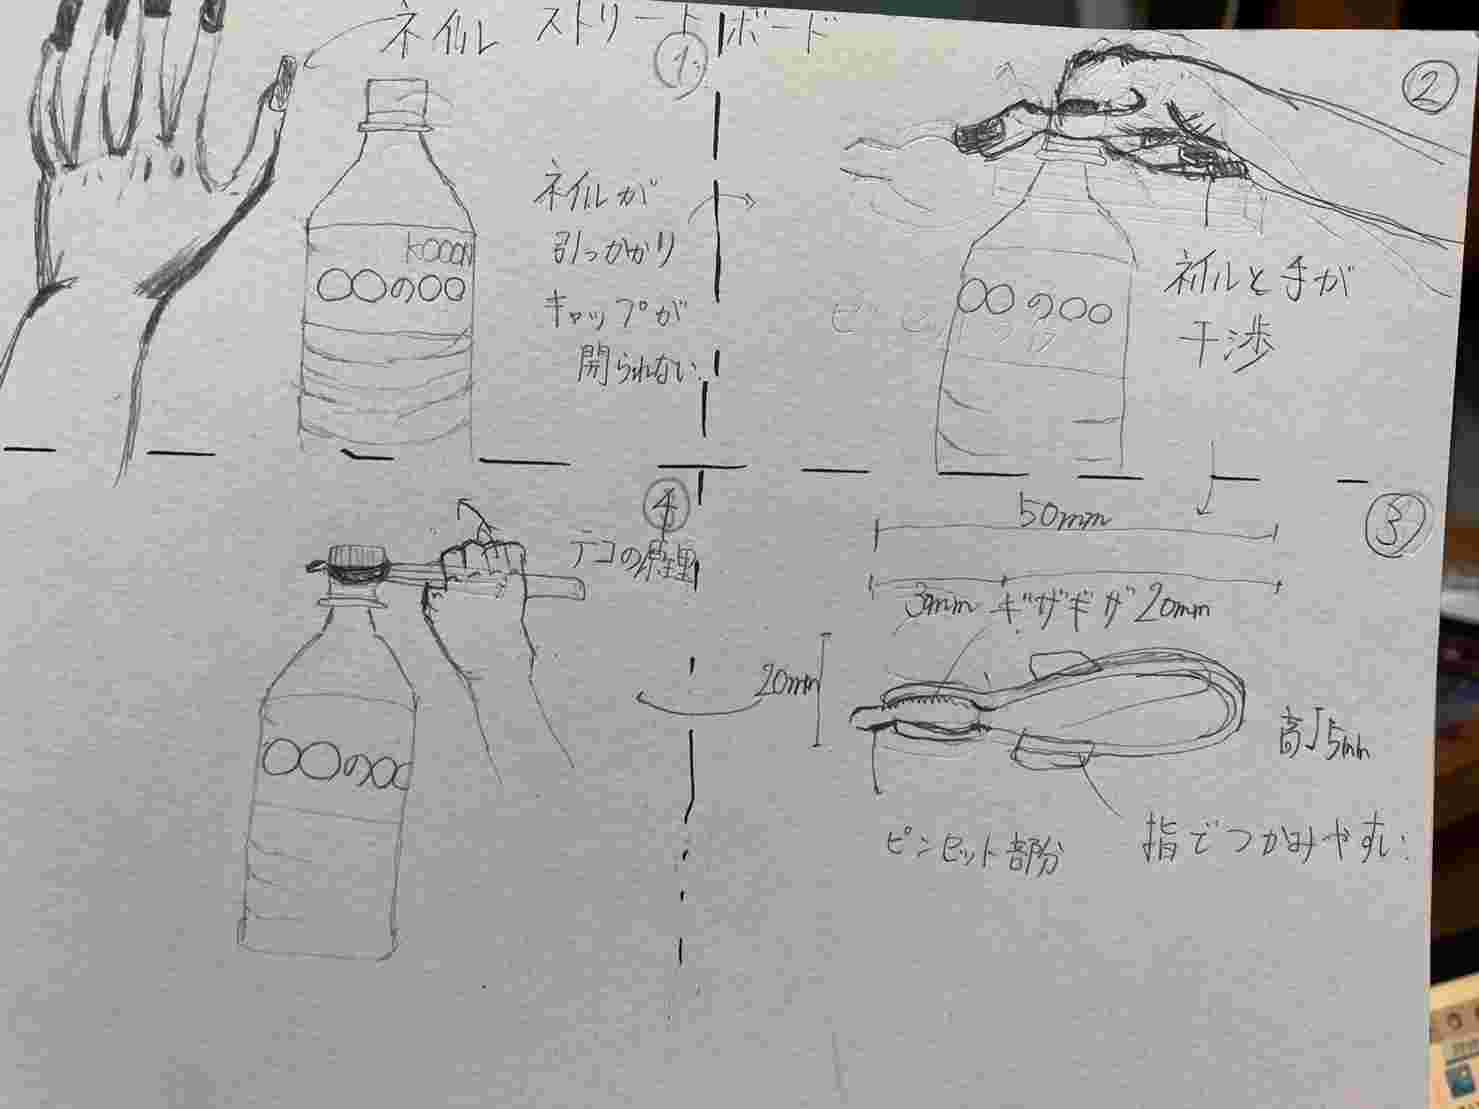 ネイル ストリートボード
①
KOOON
〇〇の〇〇
ネイルが
引っかかり
キャップが
開られない
②
〇〇の〇〇
ネイルと手が
干渉
③
50mm
30mm ギザギザ 20mm
20mm
高さ5mm
ピンセット部分
指でつかみやすい
④
テコの原理
〇〇の〇〇